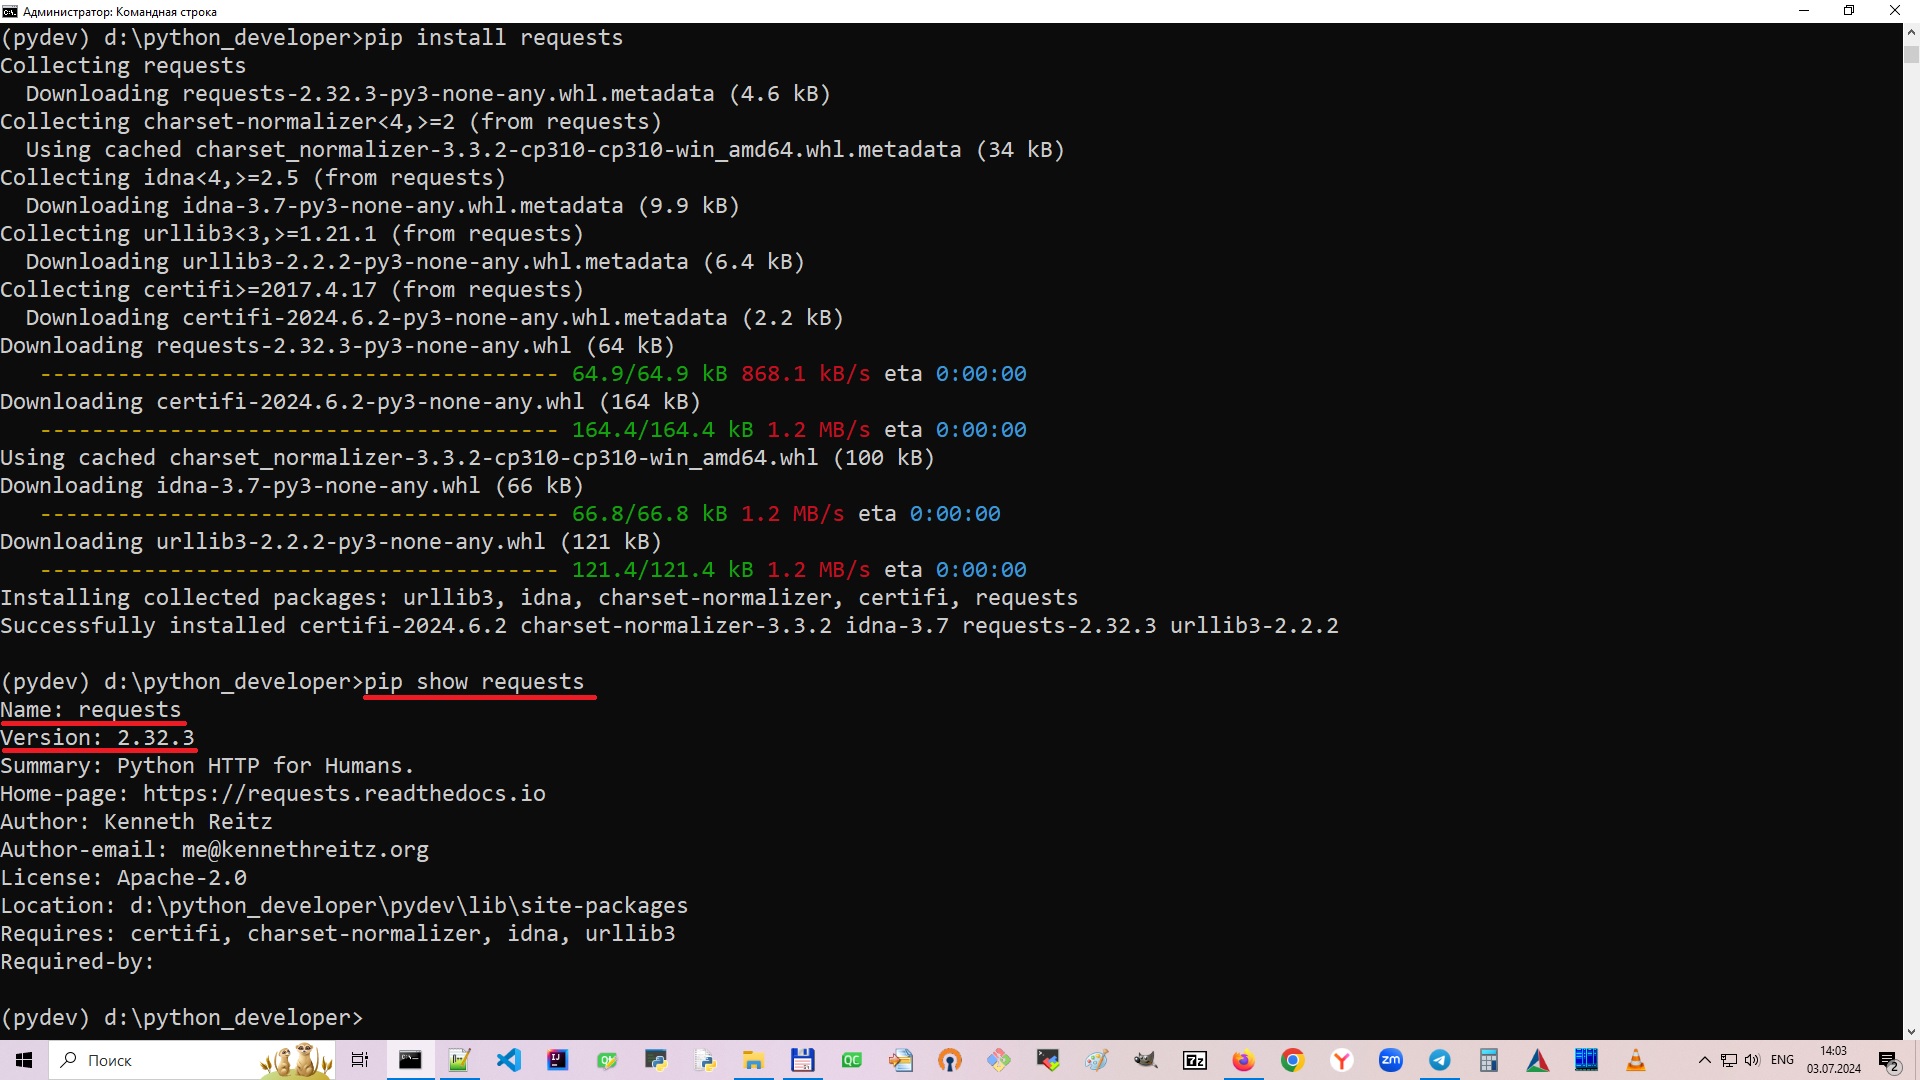 Администратор: Командная строка
(pydev) d:\python_developer>pip install requests
Collecting requests
  Downloading requests-2.32.3-py3-none-any.whl.metadata (4.6 kB)
Collecting charset-normalizer<4,>=2 (from requests)
  Using cached charset_normalizer-3.3.2-cp310-cp310-win_amd64.whl.metadata (34 kB)
Collecting idna<4,>=2.5 (from requests)
  Downloading idna-3.7-py3-none-any.whl.metadata (9.9 kB)
Collecting urllib3<3,>=1.21.1 (from requests)
  Downloading urllib3-2.2.2-py3-none-any.whl.metadata (6.4 kB)
Collecting certifi>=2017.4.17 (from requests)
  Downloading certifi-2024.6.2-py3-none-any.whl.metadata (2.2 kB)
Downloading requests-2.32.3-py3-none-any.whl (64 kB)
   ---------------------------------------- 64.9/64.9 kB 868.1 kB/s eta 0:00:00
Downloading certifi-2024.6.2-py3-none-any.whl (164 kB)
   ---------------------------------------- 164.4/164.4 kB 1.2 MB/s eta 0:00:00
Using cached charset_normalizer-3.3.2-cp310-cp310-win_amd64.whl (100 kB)
Downloading idna-3.7-py3-none-any.whl (66 kB)
   ---------------------------------------- 66.8/66.8 kB 1.2 MB/s eta 0:00:00
Downloading urllib3-2.2.2-py3-none-any.whl (121 kB)
   ---------------------------------------- 121.4/121.4 kB 1.2 MB/s eta 0:00:00
Installing collected packages: urllib3, idna, charset-normalizer, certifi, requests
Successfully installed certifi-2024.6.2 charset-normalizer-3.3.2 idna-3.7 requests-2.32.3 urllib3-2.2.2
(pydev) d:\python_developer>pip show requests
Name: requests
Version: 2.32.3
Summary: Python HTTP for Humans.
Home-page: https://requests.readthedocs.io
Author: Kenneth Reitz
Author-email: me@kennethreitz.org
License: Apache-2.0
Location: d:\python_developer\pydev\lib\site-packages
Requires: certifi, charset-normalizer, idna, urllib3
Required-by:
(pydev) d:\python_developer>
Поиск
ENG
14:03
03.07.2024
2